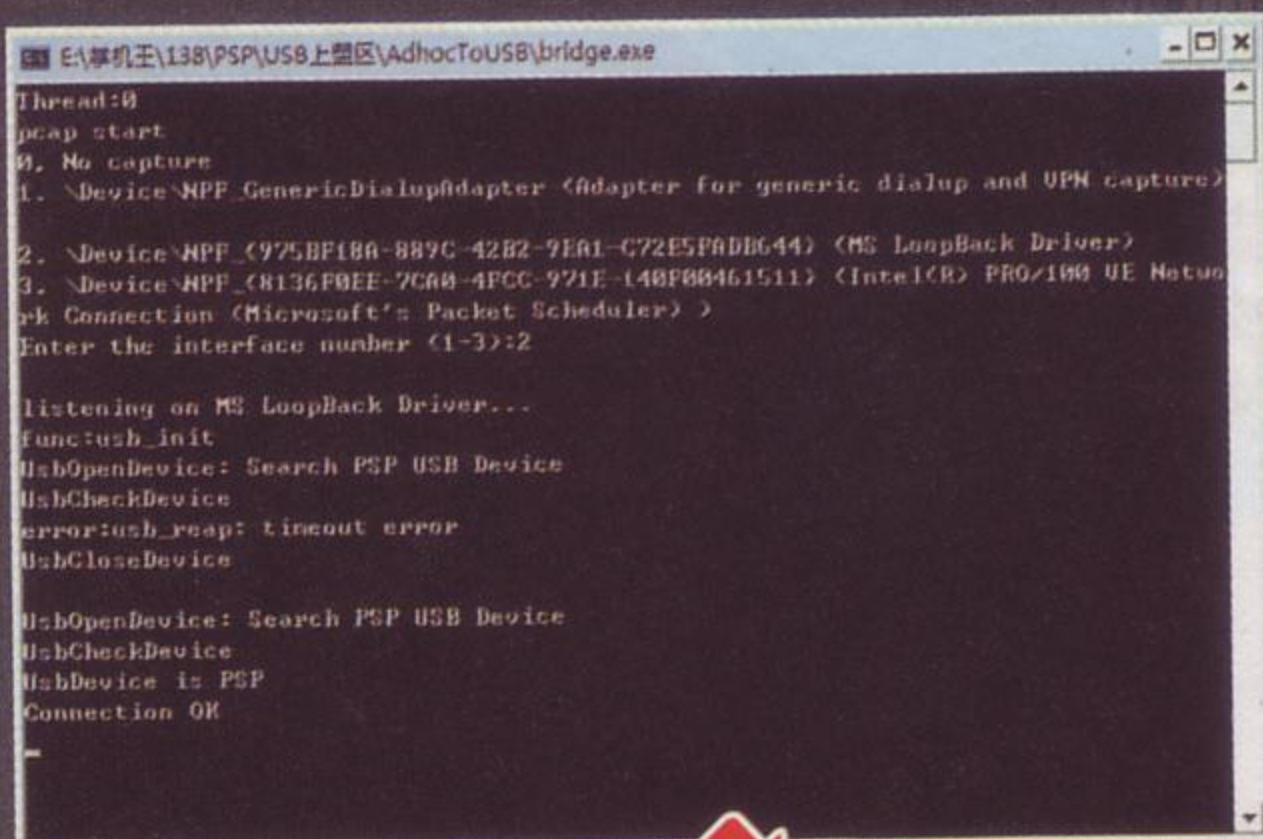 E:\掌机王\138\PSP\USB上盟区\AdhocToUSB\bridge.exe
Thread:0
pcap start
0. No capture
1. \Device\NPF_GenericDialupAdapter (Adapter for generic dialup and VPN capture)
2. \Device\NPF_{975BF18A-889C-42B2-9EA1-C72E5FADB644} (MS LoopBack Driver)
3. \Device\NPF_{8136F0EE-7CA0-4FCC-971E-140F00461511} (Intel(R) PRO/100 VE Netwo
rk Connection (Microsoft's Packet Scheduler) )
Enter the interface number (1-3):2
listening on MS LoopBack Driver...
func:usb_init
UsbOpenDevice: Search PSP USB Device
UsbCheckDevice
error:usb_reap: timeout error
UsbCloseDevice
UsbOpenDevice: Search PSP USB Device
UsbCheckDevice
UsbDevice is PSP
Connection OK